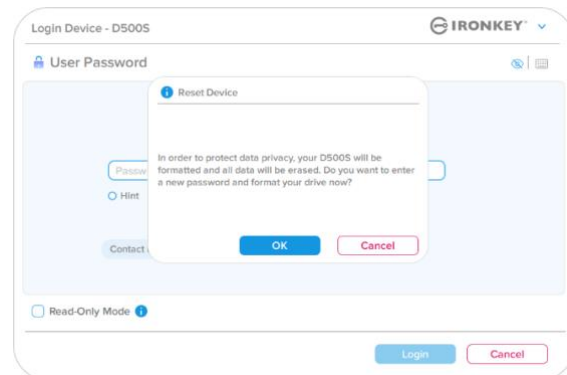 Login Device - D500S
IRONKEY
User Password
Reset Device
In order to protect data privacy, your D500S will be
formatted and all data will be erased. Do you want to enter
a new password and format your drive now?
Passw
Hint
Contact
OK
Cancel
Read-Only Mode
Login
Cancel